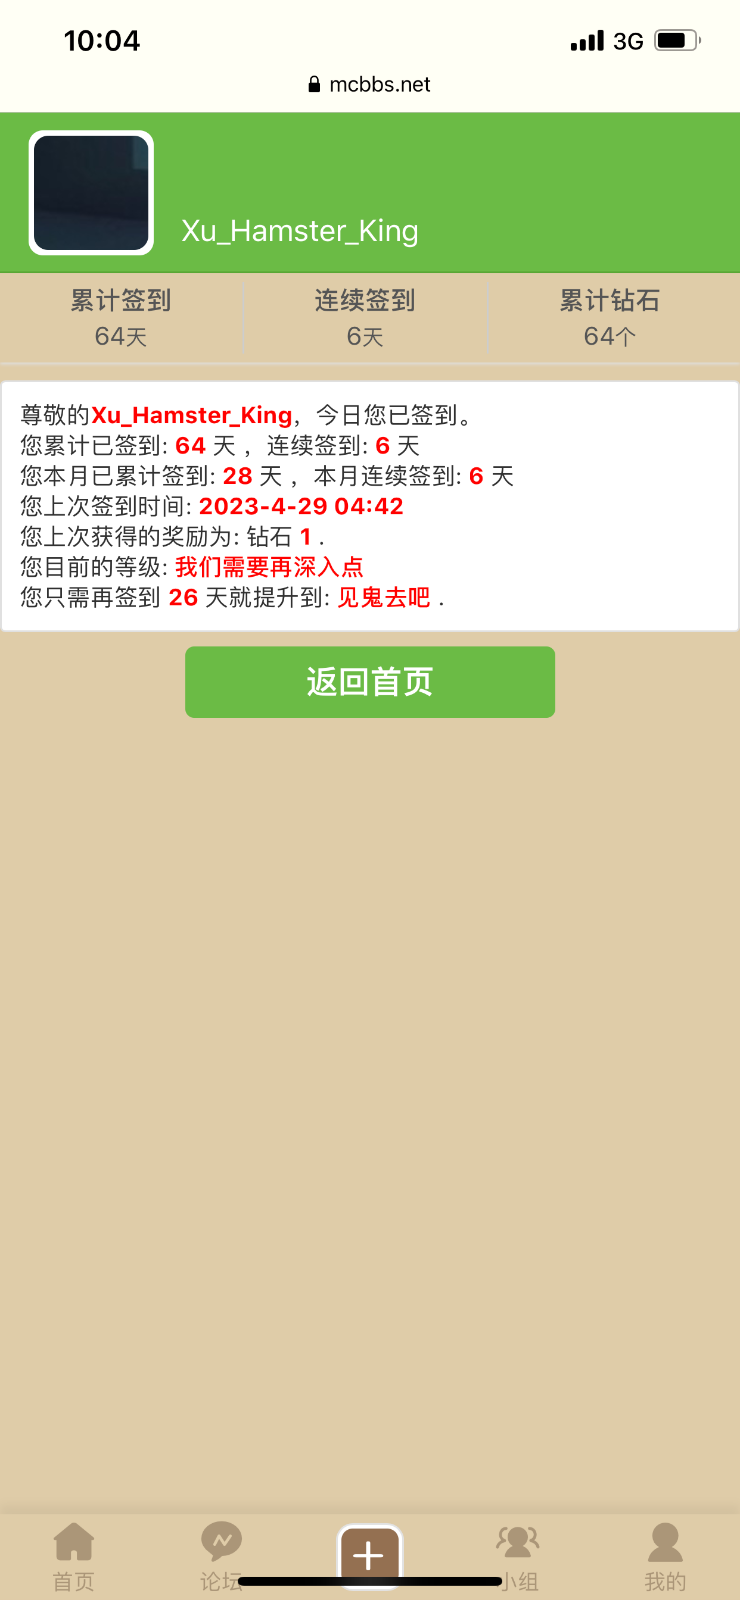 10:04
3G
mcbbs.net
Xu_Hamster_King
累计签到
64天
连续签到
6天
累计钻石
64个
尊敬的Xu_Hamster_King，今日您已签到。
您累计已签到: 64 天 ，连续签到: 6 天
您本月已累计签到: 28 天 ，本月连续签到: 6 天
您上次签到时间: 2023-4-29 04:42
您上次获得的奖励为: 钻石 1 .
您目前的等级: 我们需要再深入点
您只需再签到 26 天就提升到: 见鬼去吧 .
返回首页
首页
论坛
小组
我的